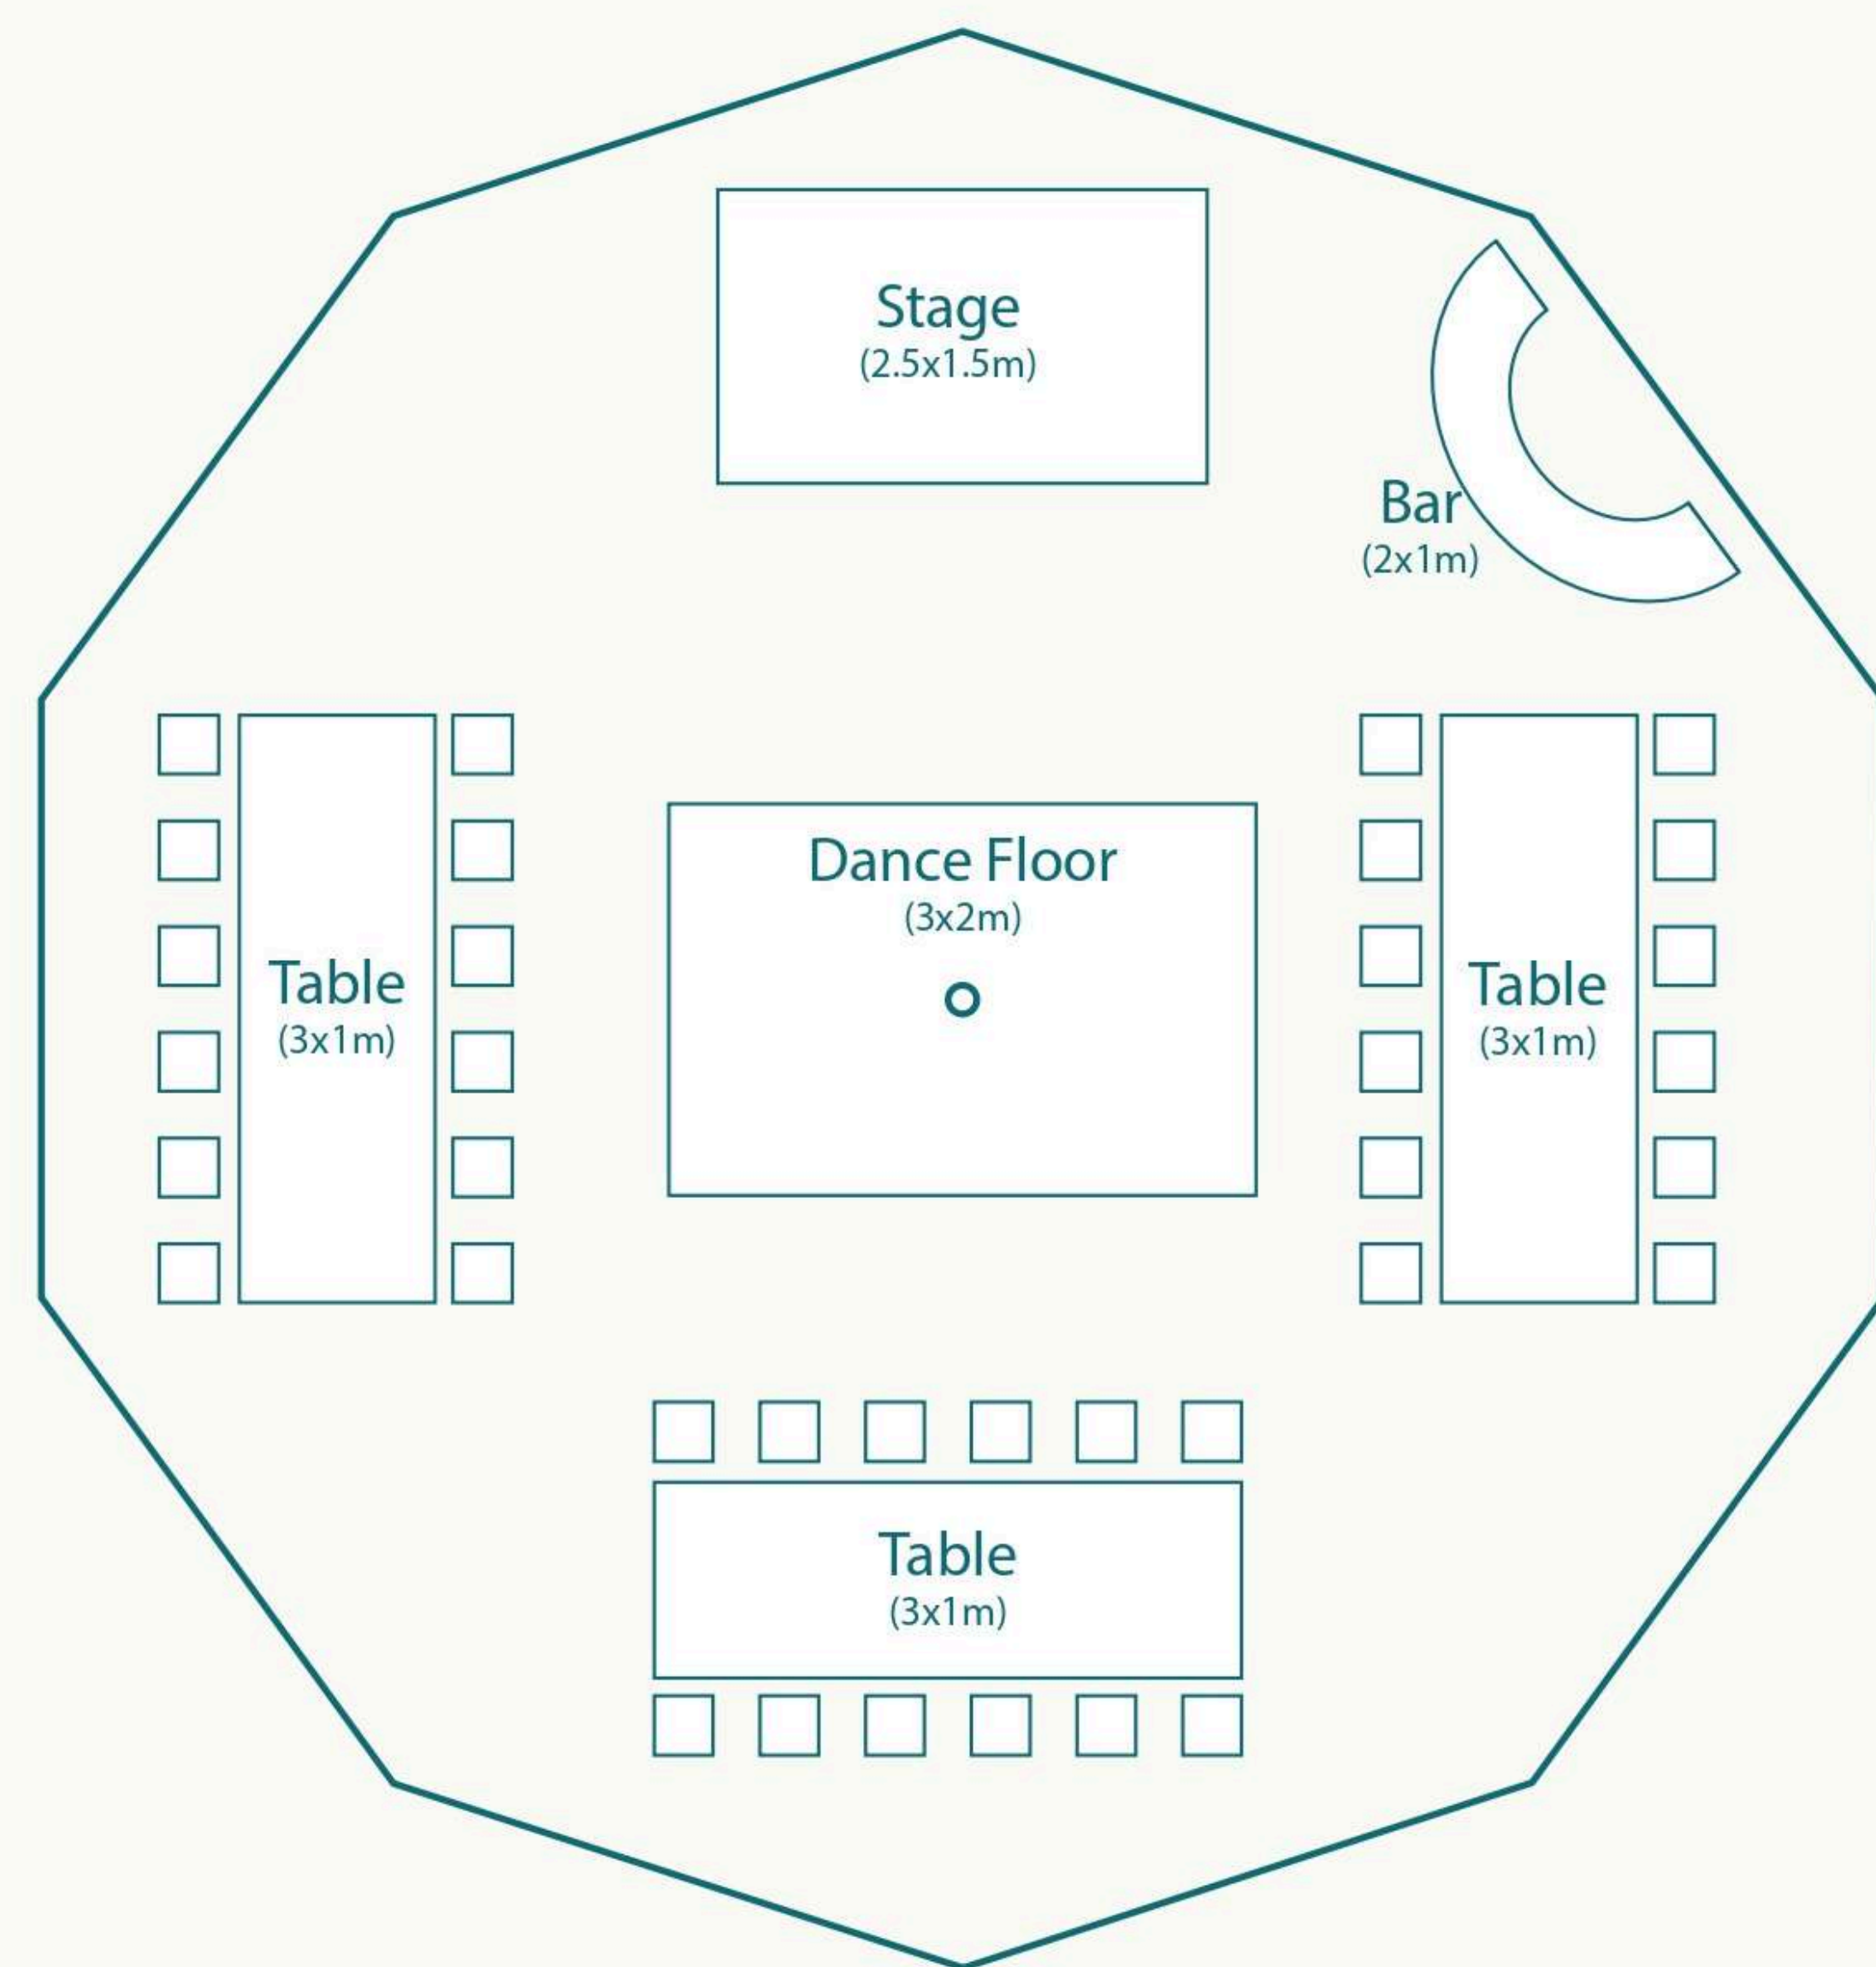 Stage
(2.5x1.5m)
Bar
(2x1m)
Dance Floor
(3x2m)
Table
(3x1m)
Table
(3x1m)
Table
(3x1m)